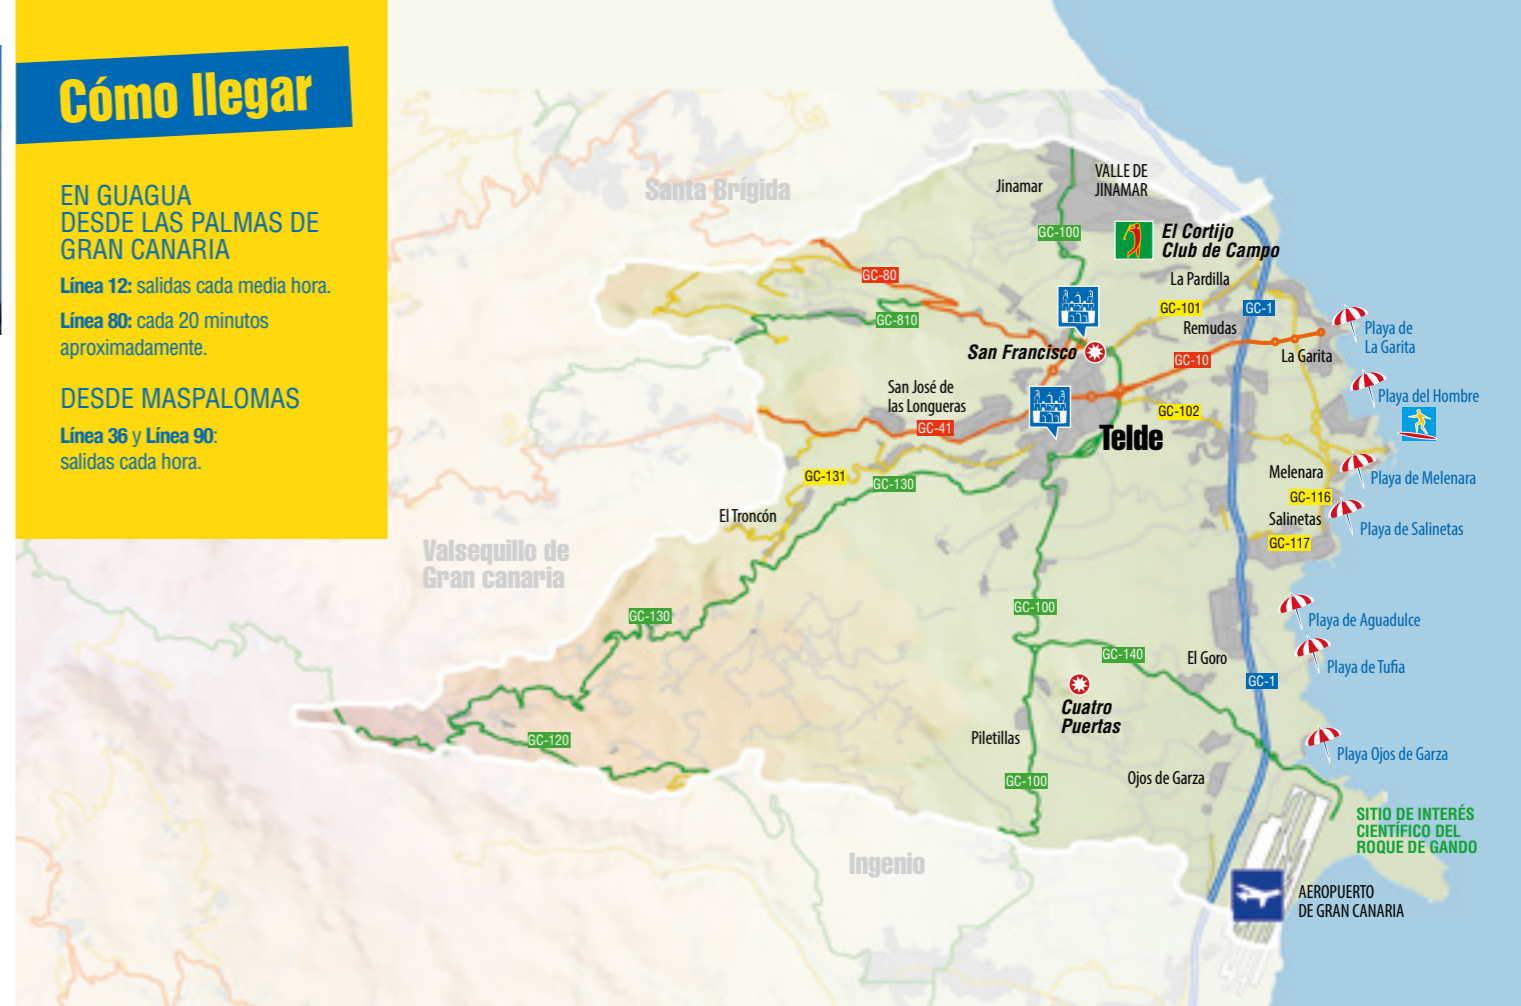 Cómo llegar
EN GUAGUA
DESDE LAS PALMAS DE
GRAN CANARIA
Línea 12: salidas cada media hora.
Línea 80: cada 20 minutos
aproximadamente.
DESDE MASPALOMAS
Línea 36 y Línea 90:
salidas cada hora.
Santa Brígida
Jinamar
VALLE DE
JINAMAR
GC-100
El Cortijo
Club de Campo
GC-80
La Pardilla
GC-101
GC-1
GC-810
Remudas
Playa de
La Garita
San Francisco
GC-10
La Garita
San José de
las Longueras
Playa del Hombre
GC-41
GC-102
Telde
GC-131
GC-130
Melenara
Playa de Melenara
GC-116
El Troncón
Salinetas
Playa de Salinetas
GC-117
Valsequillo de
Gran canaria
GC-130
GC-100
Playa de Aguadulce
GC-140
El Goro
Playa de Tufia
GC-1
Cuatro
Puertas
GC-120
Piletillas
Playa Ojos de Garza
GC-100
Ojos de Garza
SITIO DE INTERÉS
CIENTÍFICO DEL
ROQUE DE GANDO
Ingenio
AEROPUERTO
DE GRAN CANARIA